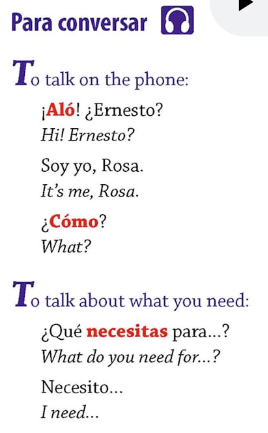 Para conversar
To talk on the phone:
¡Aló! ¿Ernesto?
Hi! Ernesto?
Soy yo, Rosa.
It's me, Rosa.
¿Cómo?
What?
To talk about what you need:
¿Qué necesitas para...?
What do you need for...?
Necesito...
I need...